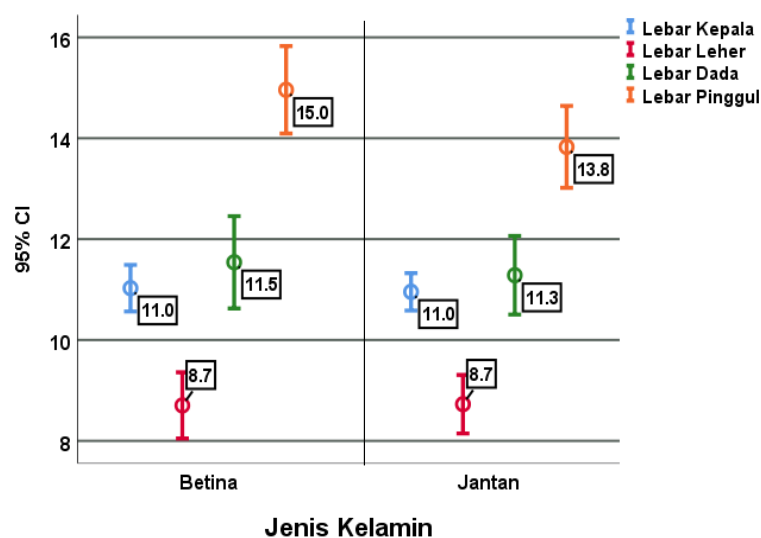 Lebar Kepala
Lebar Leher
Lebar Dada
Lebar Pinggul
95% CI
16
14
12
10
8
15.0
13.8
11.0
11.5
11.0
11.3
8.7
8.7
Betina
Jantan
Jenis Kelamin